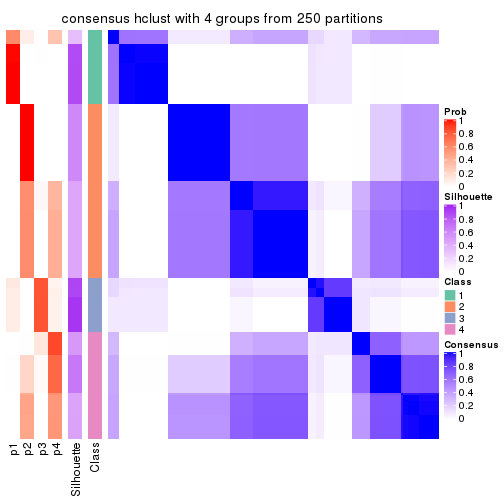 consensus hclust with 4 groups from 250 partitions
Prob
1
0.8
0.6
0.4
0.2
0
Silhouette
1
0.8
0.6
0.4
0.2
0
Class
1
2
3
4
Consensus
1
0.8
0.6
0.4
0.2
0
p1
p2
p3
p4
Silhouette
Class